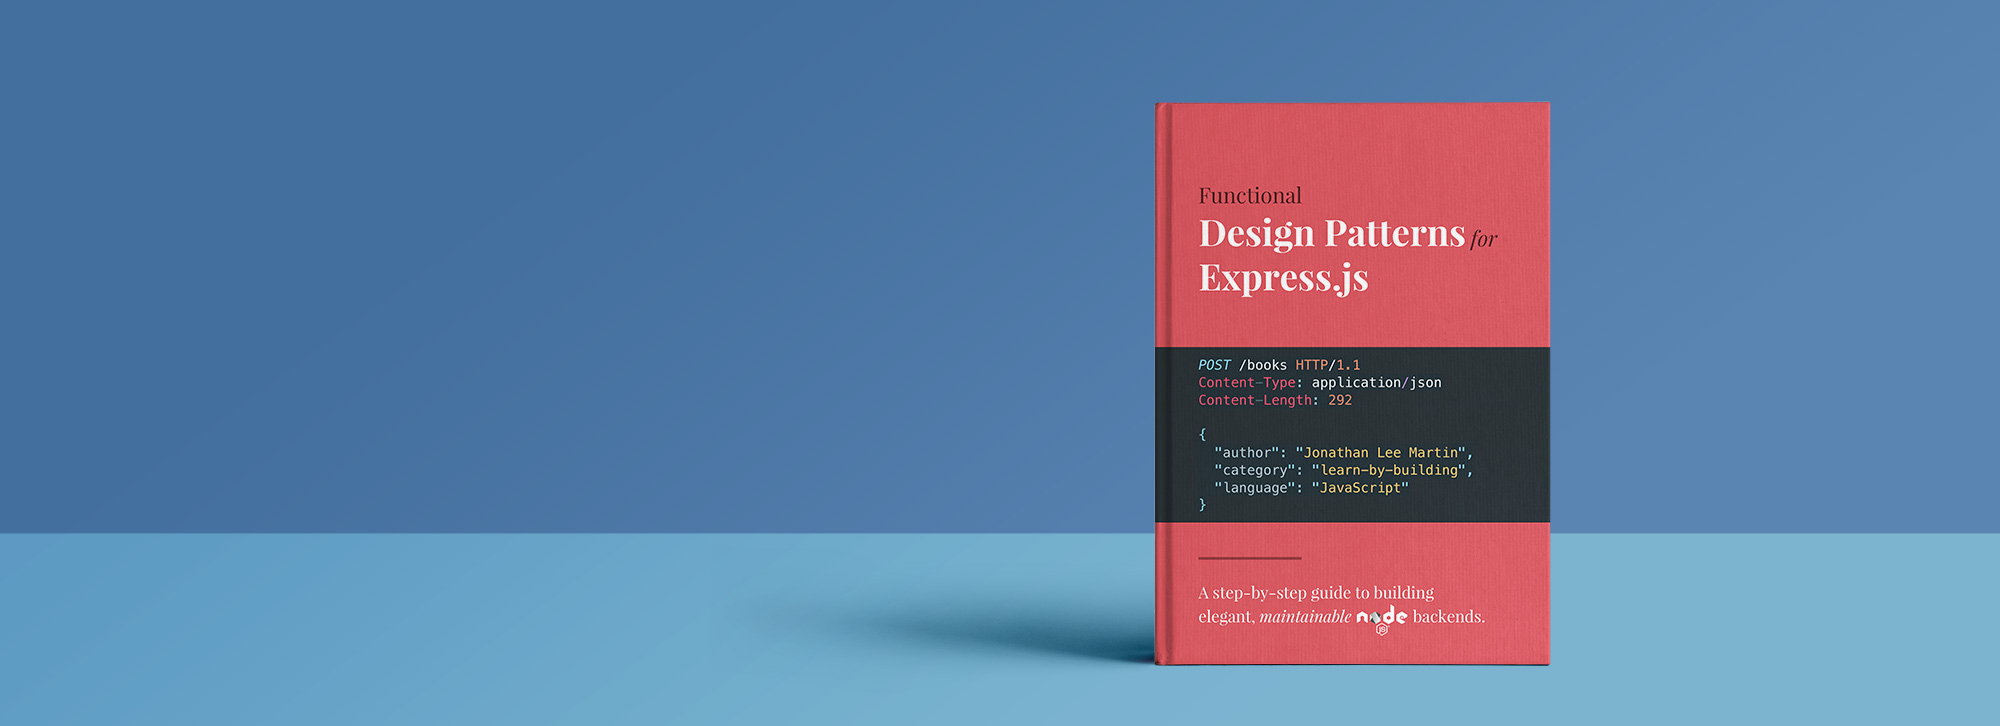 Functional
Design Patterns for
Express.js
POST /books HTTP/1.1
Content-Type: application/json
Content-Length: 292
{
"author": "Jonathan Lee Martin",
"category": "learn-by-building",
"language": "JavaScript"
}
A step-by-step guide to building
elegant, maintainable node backends.
JS